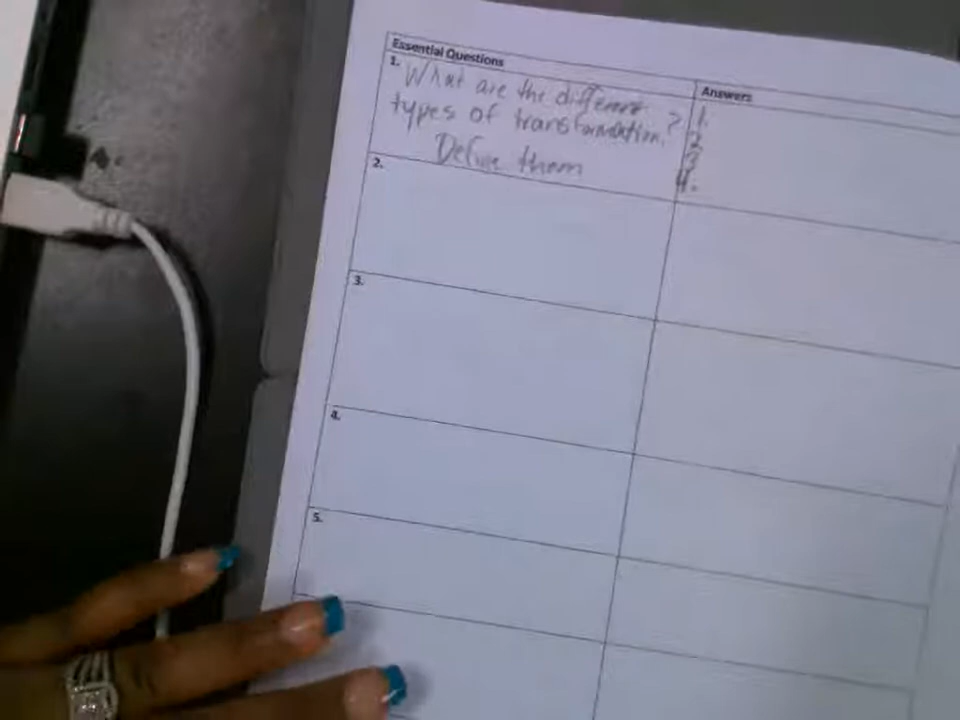 Essential Questions
Answers
1. What are the different
types of transformation. ?
Define them
1.
2
3
4.
2.
3.
4.
5.